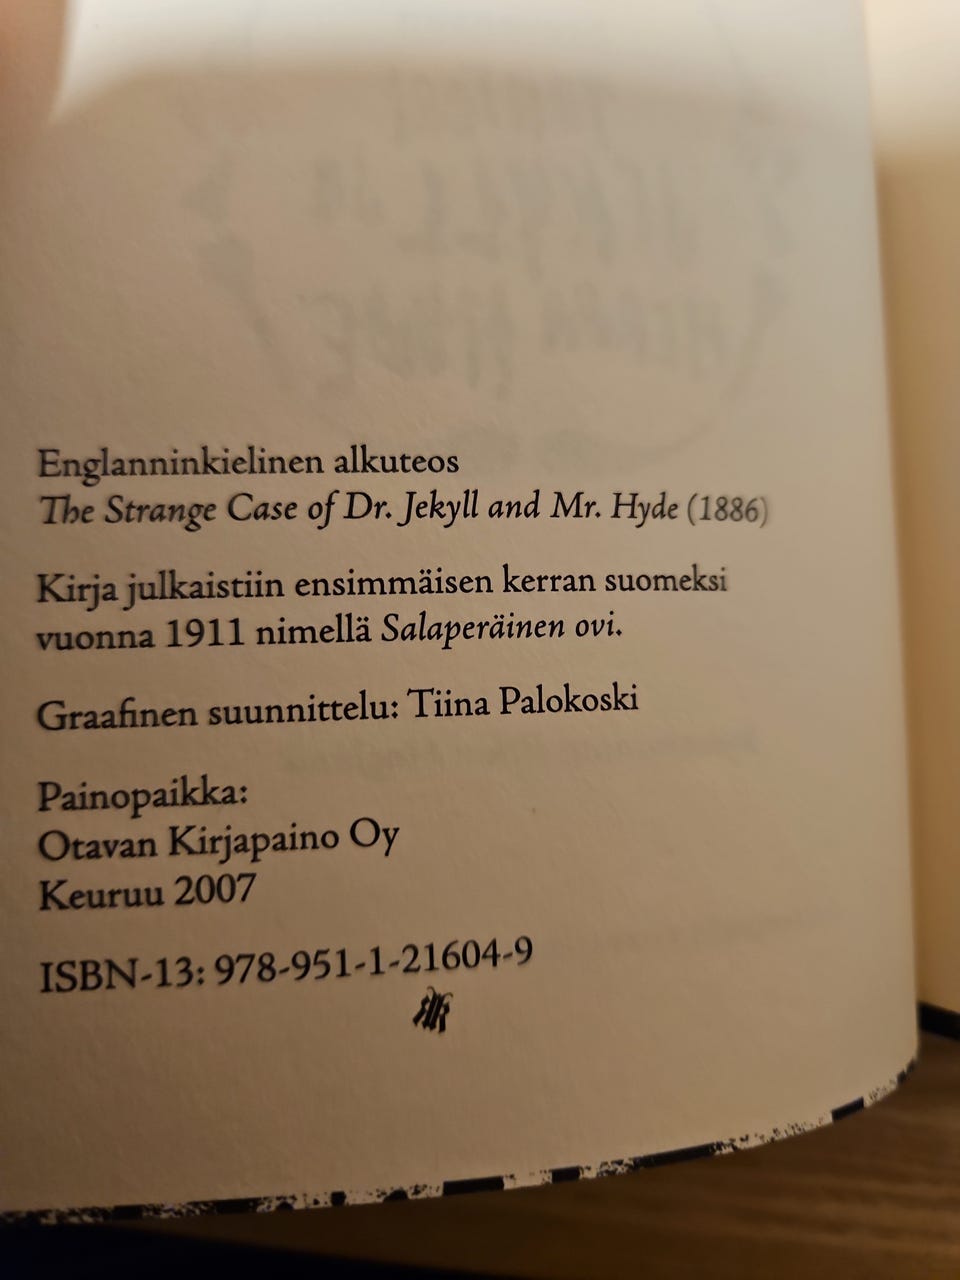 Englanninkielinen alkuteos
The Strange Case of Dr. Jekyll and Mr. Hyde (1886)
Kirja julkaistiin ensimmäisen kerran suomeksi
vuonna 1911 nimellä Salaperäinen ovi.
Graafinen suunnittelu: Tiina Palokoski
Painopaikka:
Otavan Kirjapaino Oy
Keuruu 2007
ISBN-13: 978-951-1-21604-9